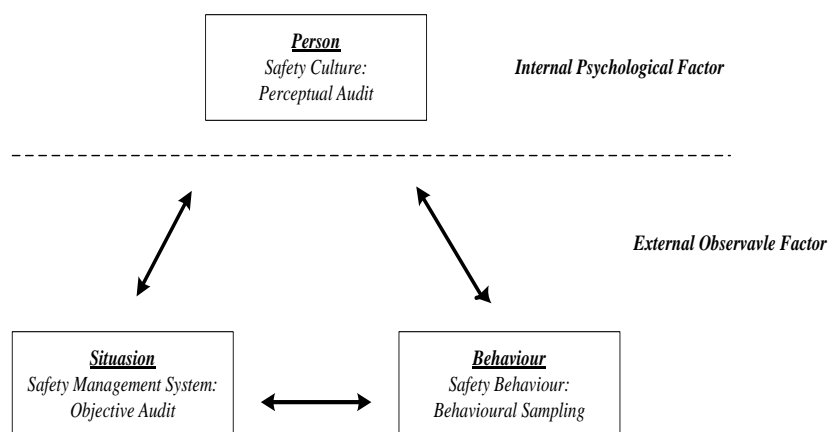 Person
Safety Culture:
Perceptual Audit
Internal Psychological Factor
External Observavle Factor
Situasion
Safety Management System:
Objective Audit
Behaviour
Safety Behaviour:
Behavioural Sampling